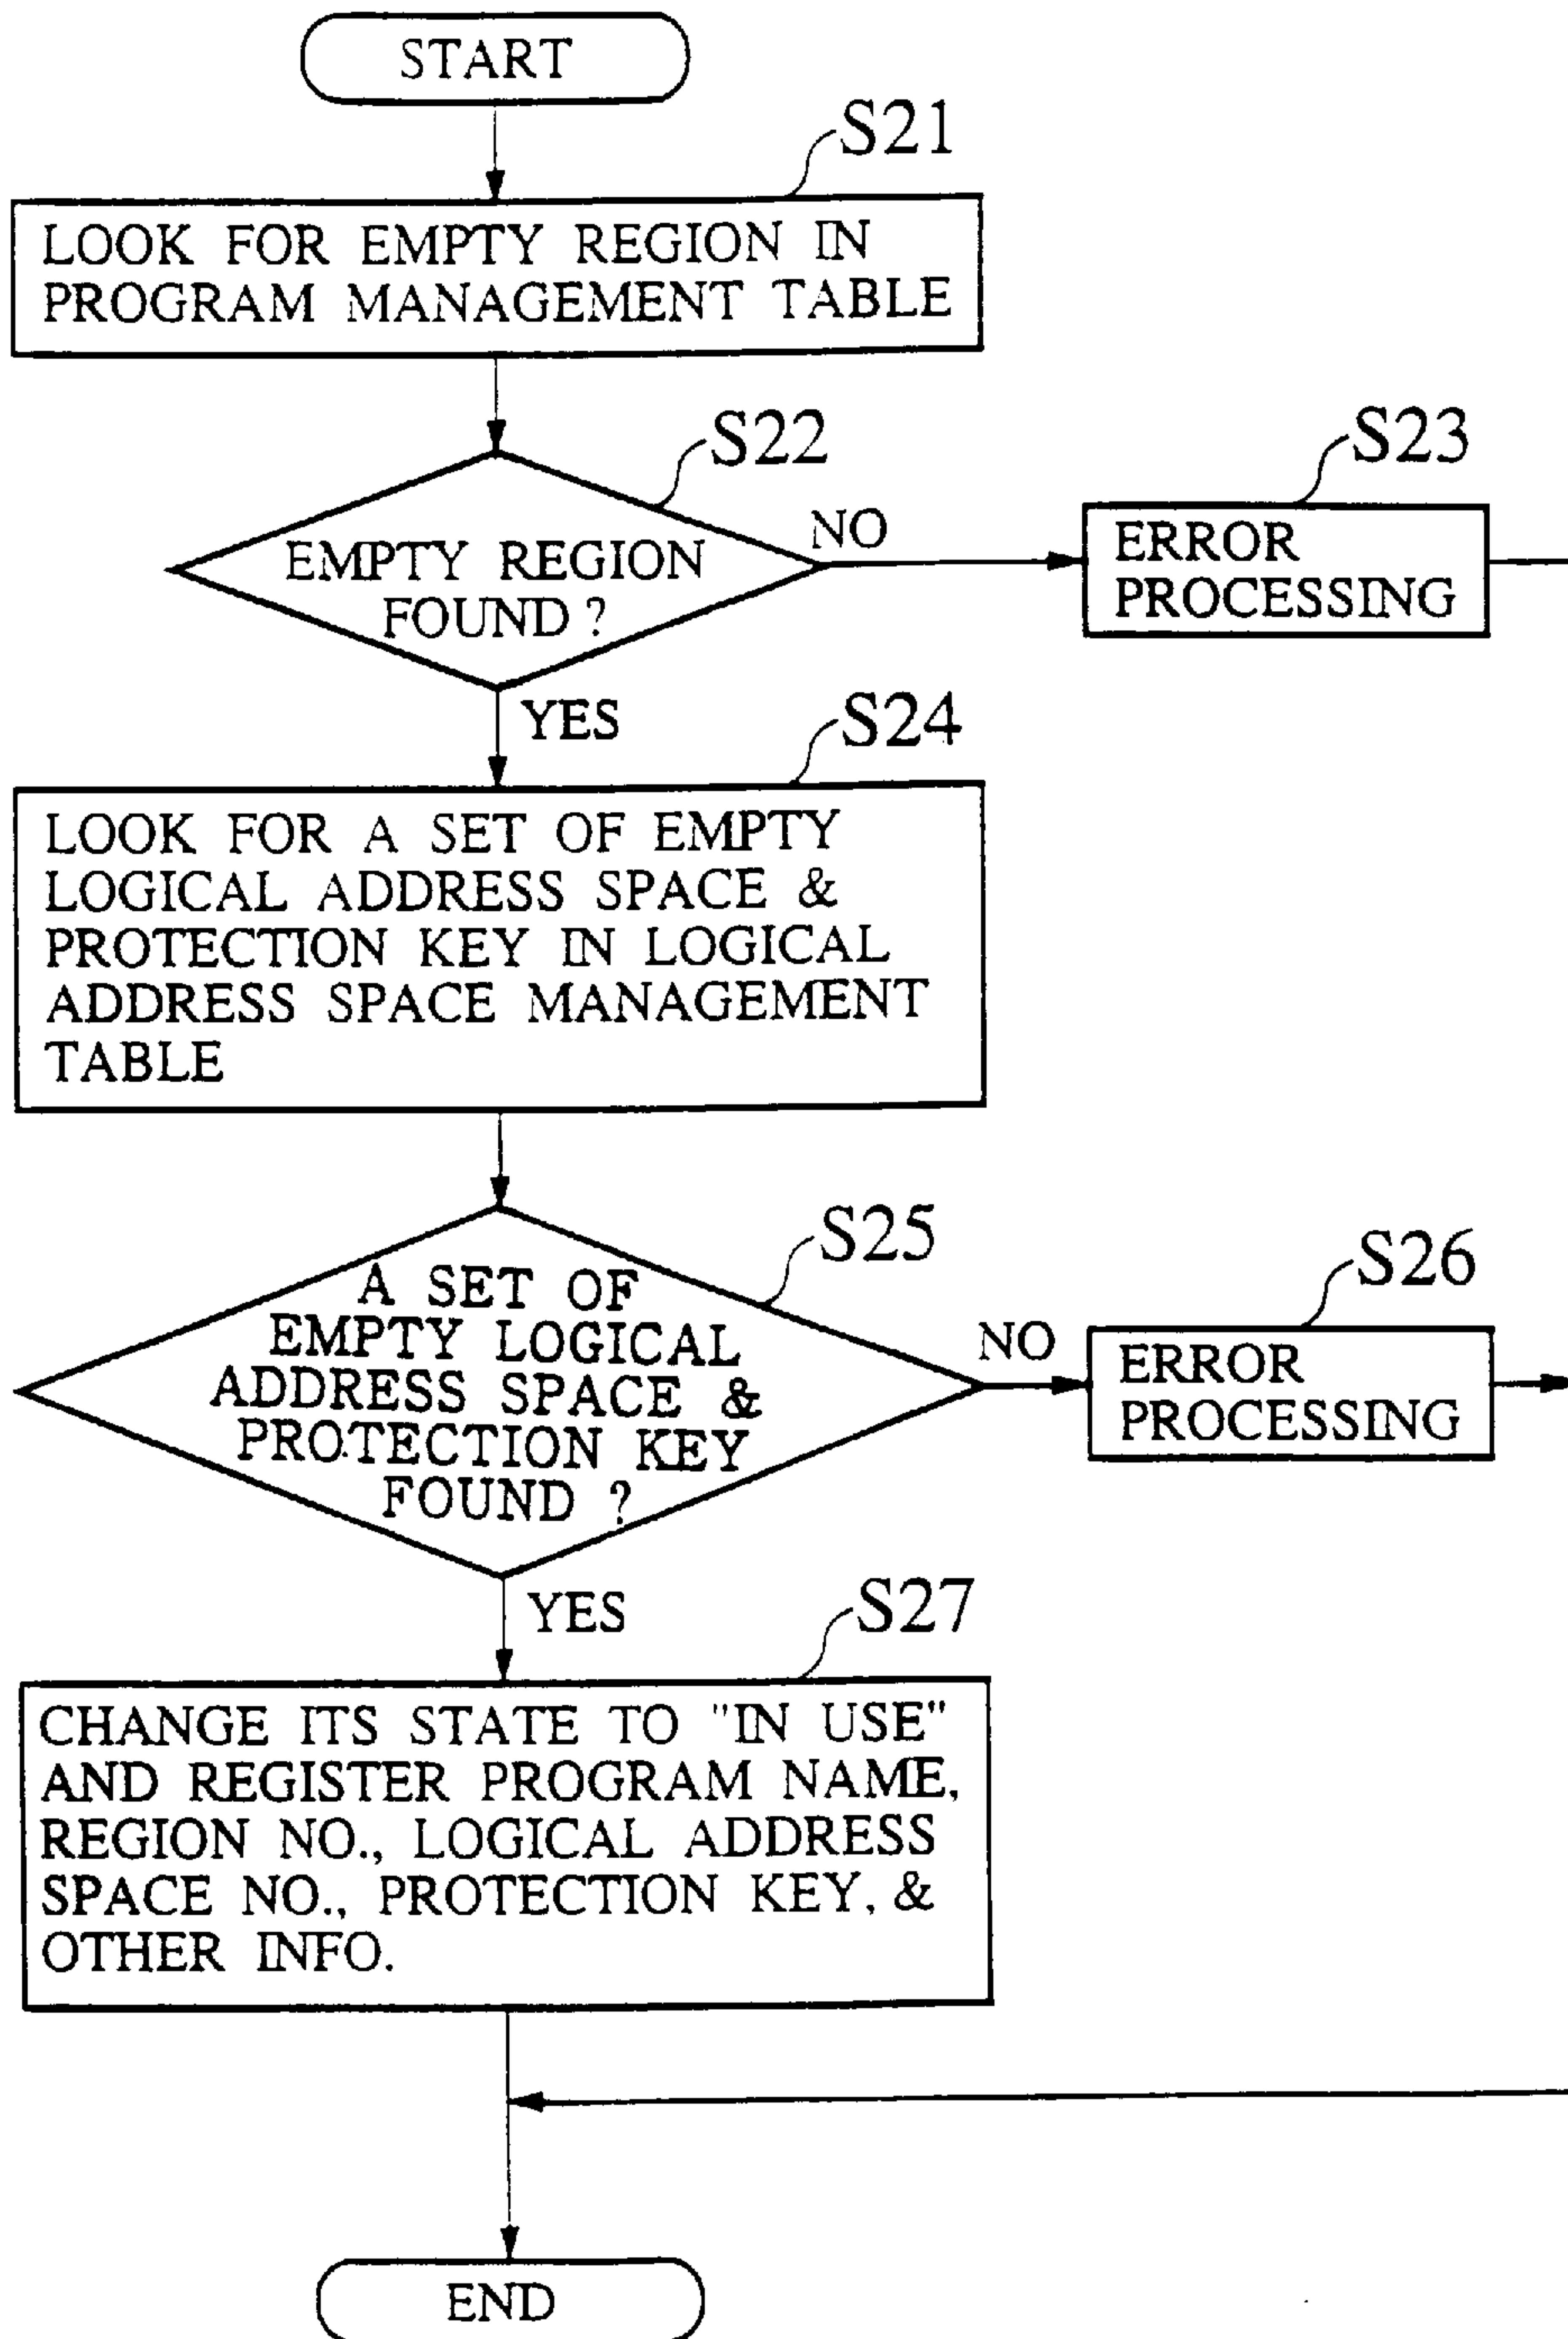 START
S21
LOOK FOR EMPTY REGION IN
PROGRAM MANAGEMENT TABLE
S22
EMPTY REGION
FOUND?
NO
S23
ERROR
PROCESSING
YES
S24
LOOK FOR A SET OF EMPTY
LOGICAL ADDRESS SPACE &
PROTECTION KEY IN LOGICAL
ADDRESS SPACE MANAGEMENT
TABLE
S25
A SET OF
EMPTY LOGICAL
ADDRESS SPACE &
PROTECTION KEY
FOUND ?
NO
S26
ERROR
PROCESSING
YES
S27
CHANGE ITS STATE TO "IN USE"
AND REGISTER PROGRAM NAME,
REGION NO., LOGICAL ADDRESS
SPACE NO., PROTECTION KEY, &
OTHER INFO.
END